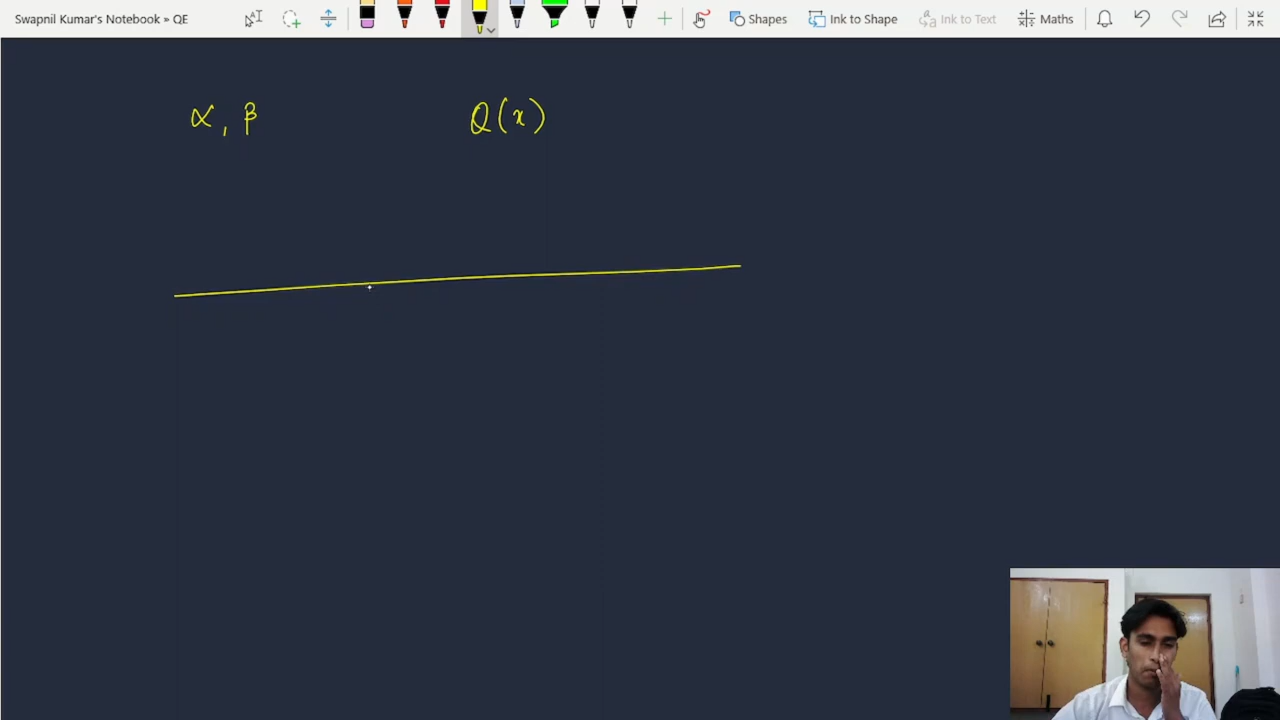 Swapnil Kumar's Notebook » QE
Shapes
Ink to Shape
Ink to Text
Maths
α, β
Q(x)